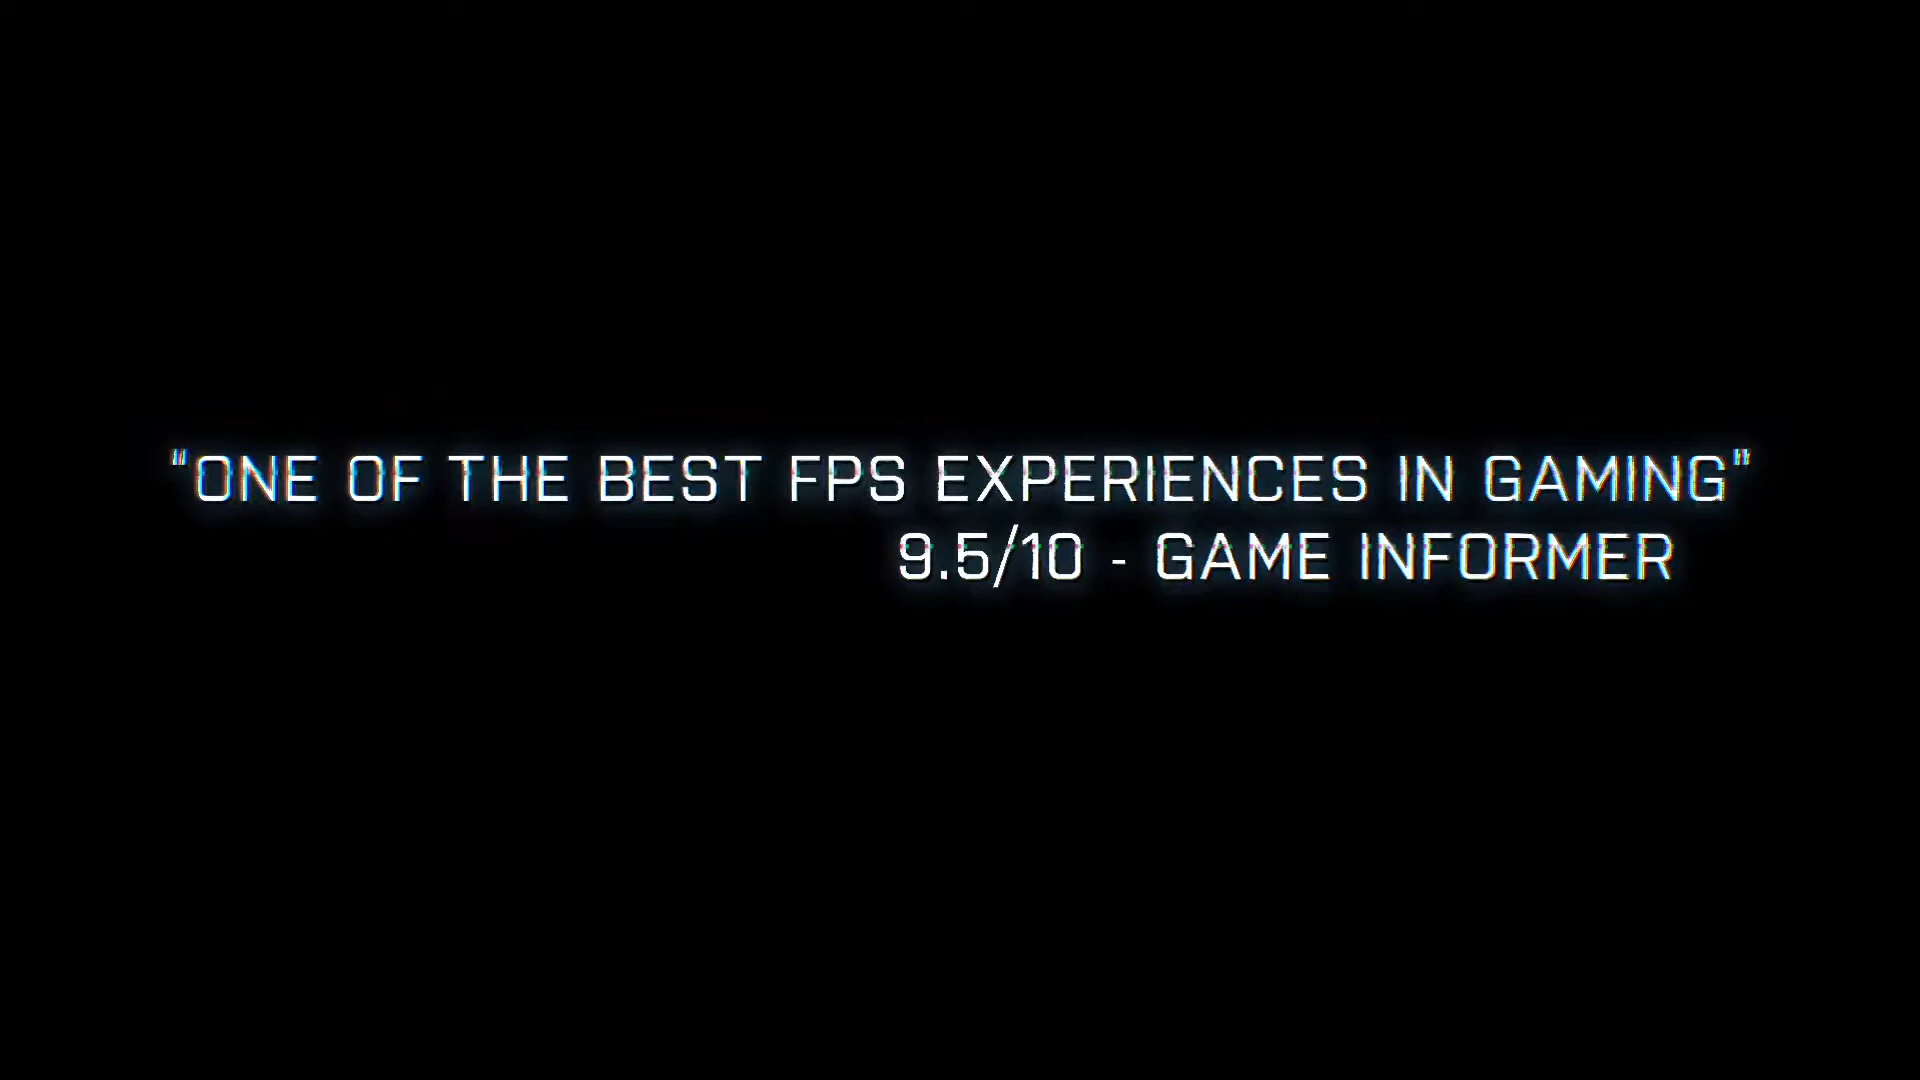 "ONE OF THE BEST FPS EXPERIENCES IN GAMING"
9.5/10 - GAME INFORMER